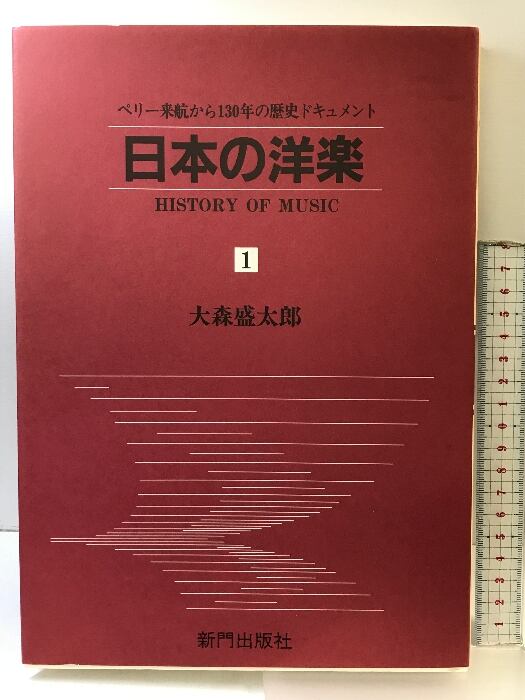 ペリー来航から130年の歴史ドキュメント
日本の洋楽
HISTORY OF MUSIC
1
大森盛太郎
新門出版社